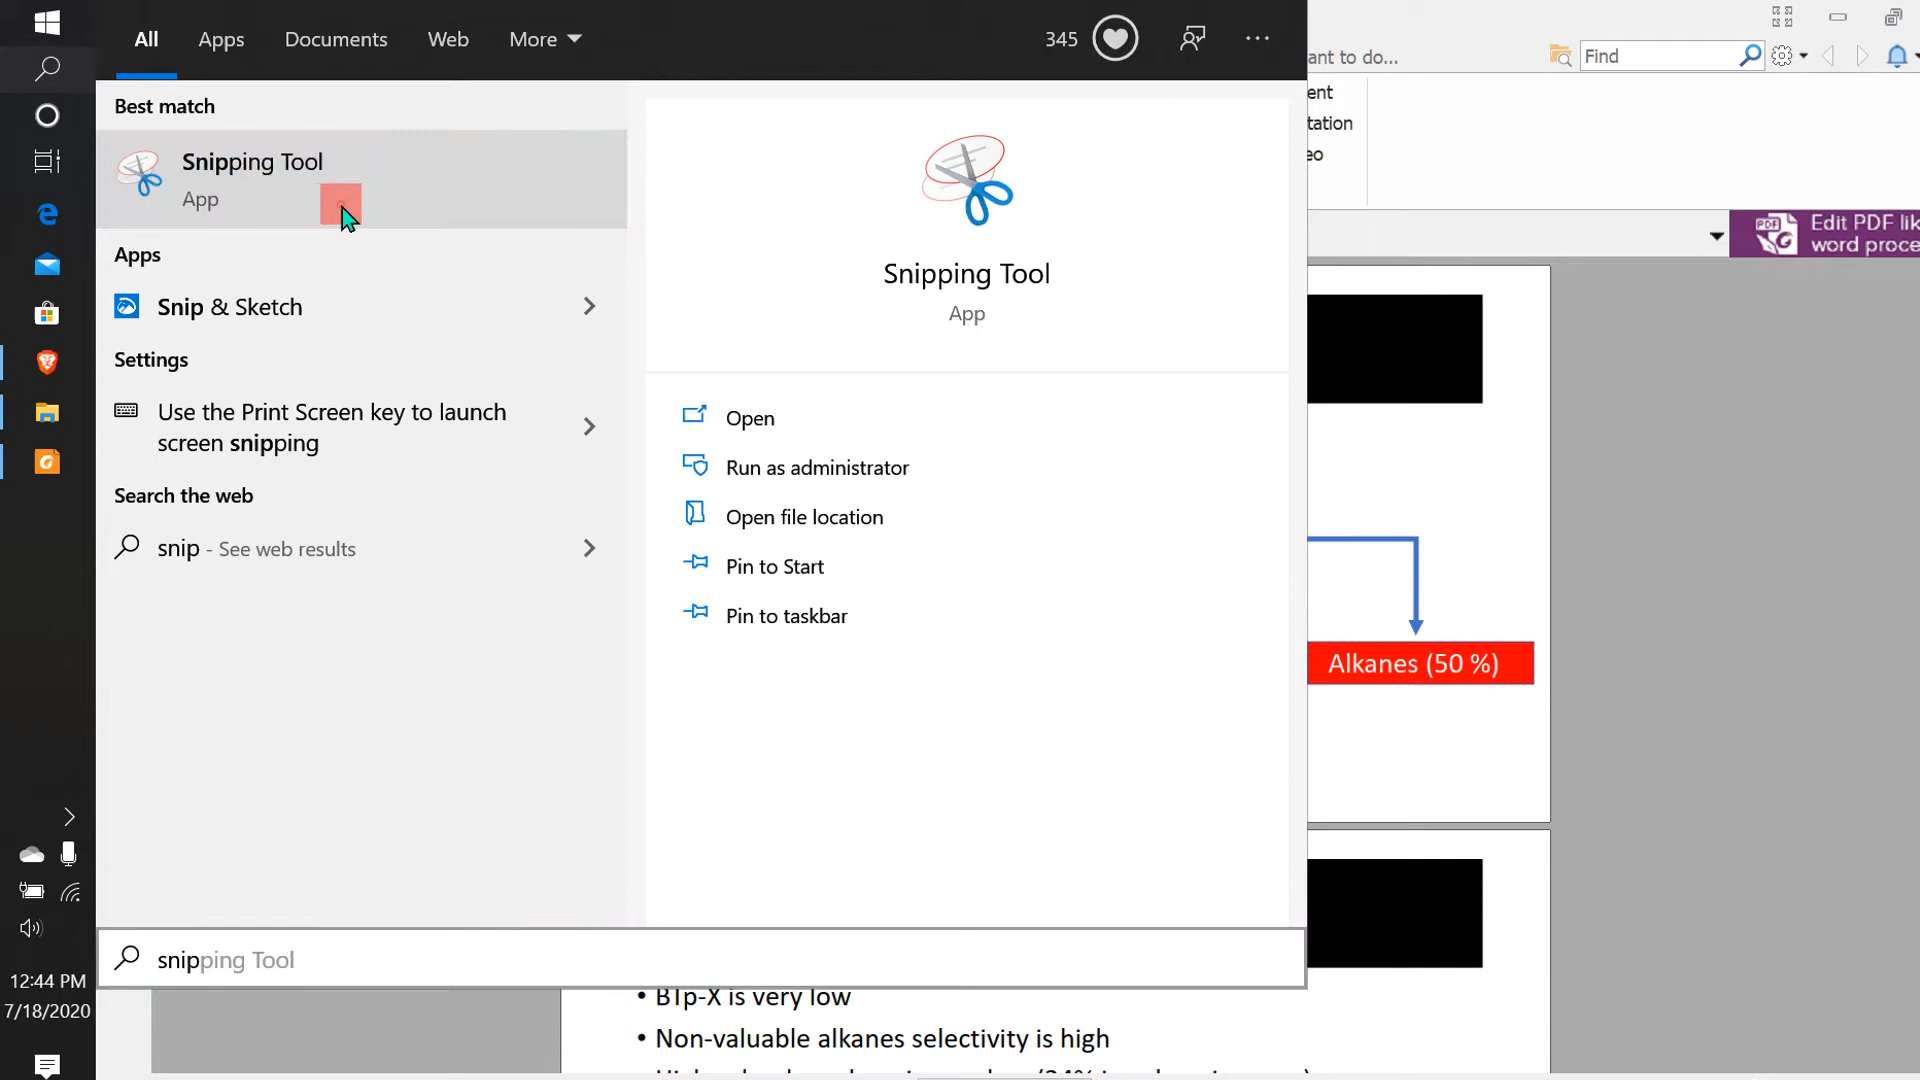 All Apps Documents Web More 345
Best match
Snipping Tool
App
Apps
Snip & Sketch
Settings
Use the Print Screen key to launch
screen snipping
Search the web
snip - See web results
Snipping Tool
App
Open
Run as administrator
Open file location
Pin to Start
Pin to taskbar
snipping Tool
12:44 PM
7/18/2020
ant to do...
Find
ent
tation
eo
Edit PDF lik
word proce
Alkanes (50 %)
• BTp-X is very low
• Non-valuable alkanes selectivity is high